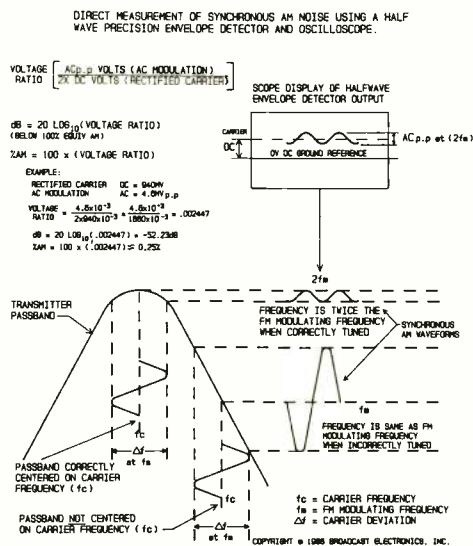 DIRECT MEASUREMENT OF SYNCHRONOUS AM NOISE USING A HALF
WAVE PRECISION ENVELOPE DETECTOR AND OSCILLOSCOPE.
VOLTAGE RATIO [ ACp.p VOLTS (AC MODULATION) / 2X DC VOLTS (RECTIFIED CARRIER) ]
dB = 20 LOG10 (VOLTAGE RATIO)
(BELOW 100% EQUIV AM)
%AM = 100 x (VOLTAGE RATIO)
EXAMPLE:
RECTIFIED CARRIER DC = 940MV
AC MODULATION AC = 4.6MVp.p
VOLTAGE RATIO = 4.6x10-3 / 2x940x10-3 = 4.6x10-3 / 1880x10-3 = .002447
dB = 20 LOG10 (.002447) = -52.23dB
%AM = 100 x (.002447) ≈ 0.25%
SCOPE DISPLAY OF HALFWAVE
ENVELOPE DETECTOR OUTPUT
CARRIER
DC
0V DC GROUND REFERENCE
ACp.p at (2fm)
2fm
TRANSMITTER
PASSBAND
FREQUENCY IS TWICE THE
FM MODULATING FREQUENCY
WHEN CORRECTLY TUNED
SYNCHRONOUS
AM WAVEFORMS
fm
FREQUENCY IS SAME AS FM
MODULATING FREQUENCY
WHEN INCORRECTLY TUNED
fc
Δf
at fm
PASSBAND CORRECTLY
CENTERED ON CARRIER
FREQUENCY (fc)
fc
PASSBAND NOT CENTERED
ON CARRIER FREQUENCY (fc)
Δf
at fm
fc = CARRIER FREQUENCY
fm = FM MODULATING FREQUENCY
Δf = CARRIER DEVIATION
COPYRIGHT © 1986 BROADCAST ELECTRONICS, INC.